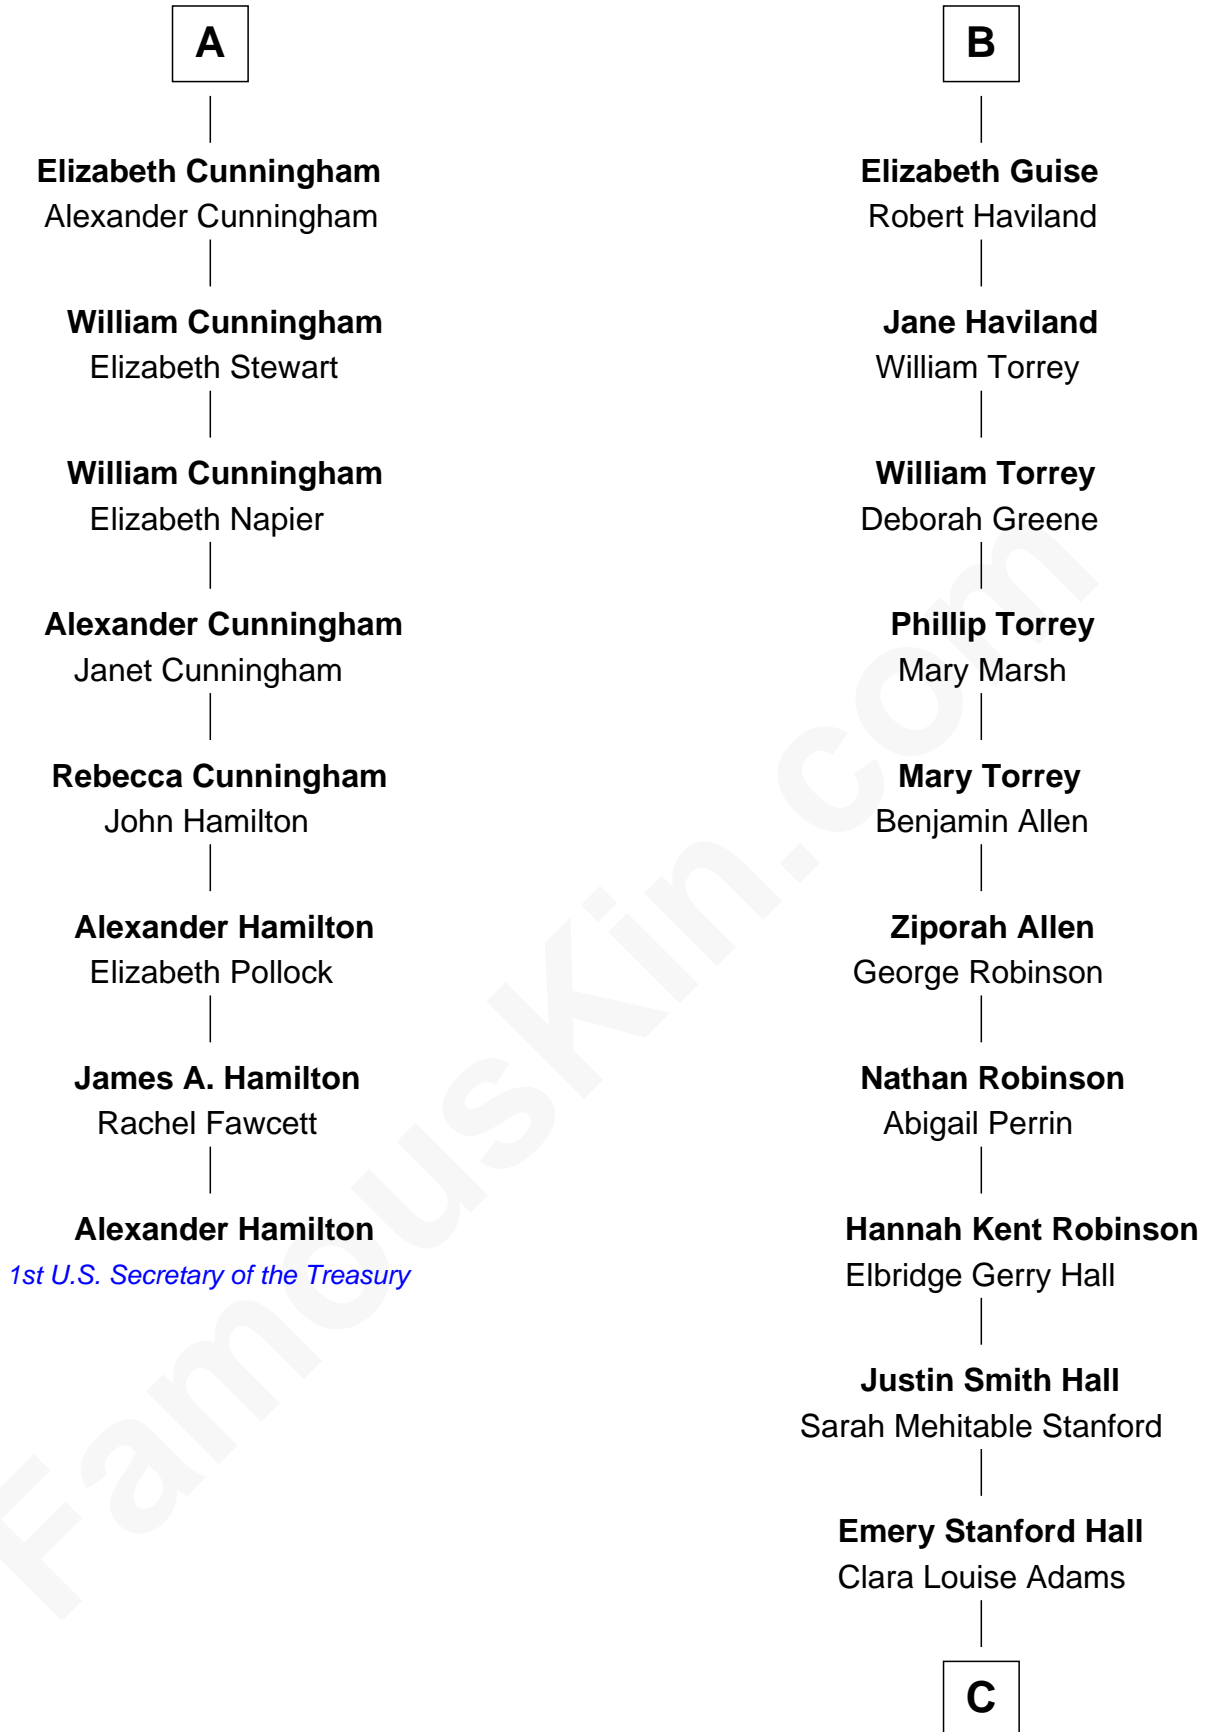 A
Elizabeth Cunningham
Alexander Cunningham
William Cunningham
Elizabeth Stewart
William Cunningham
Elizabeth Napier
Alexander Cunningham
Janet Cunningham
Rebecca Cunningham
John Hamilton
Alexander Hamilton
Elizabeth Pollock
James A. Hamilton
Rachel Fawcett
Alexander Hamilton
1st U.S. Secretary of the Treasury
B
Elizabeth Guise
Robert Haviland
Jane Haviland
William Torrey
William Torrey
Deborah Greene
Phillip Torrey
Mary Marsh
Mary Torrey
Benjamin Allen
Ziporah Allen
George Robinson
Nathan Robinson
Abigail Perrin
Hannah Kent Robinson
Elbridge Gerry Hall
Justin Smith Hall
Sarah Mehitable Stanford
Emery Stanford Hall
Clara Louise Adams
C
FamousKin.com